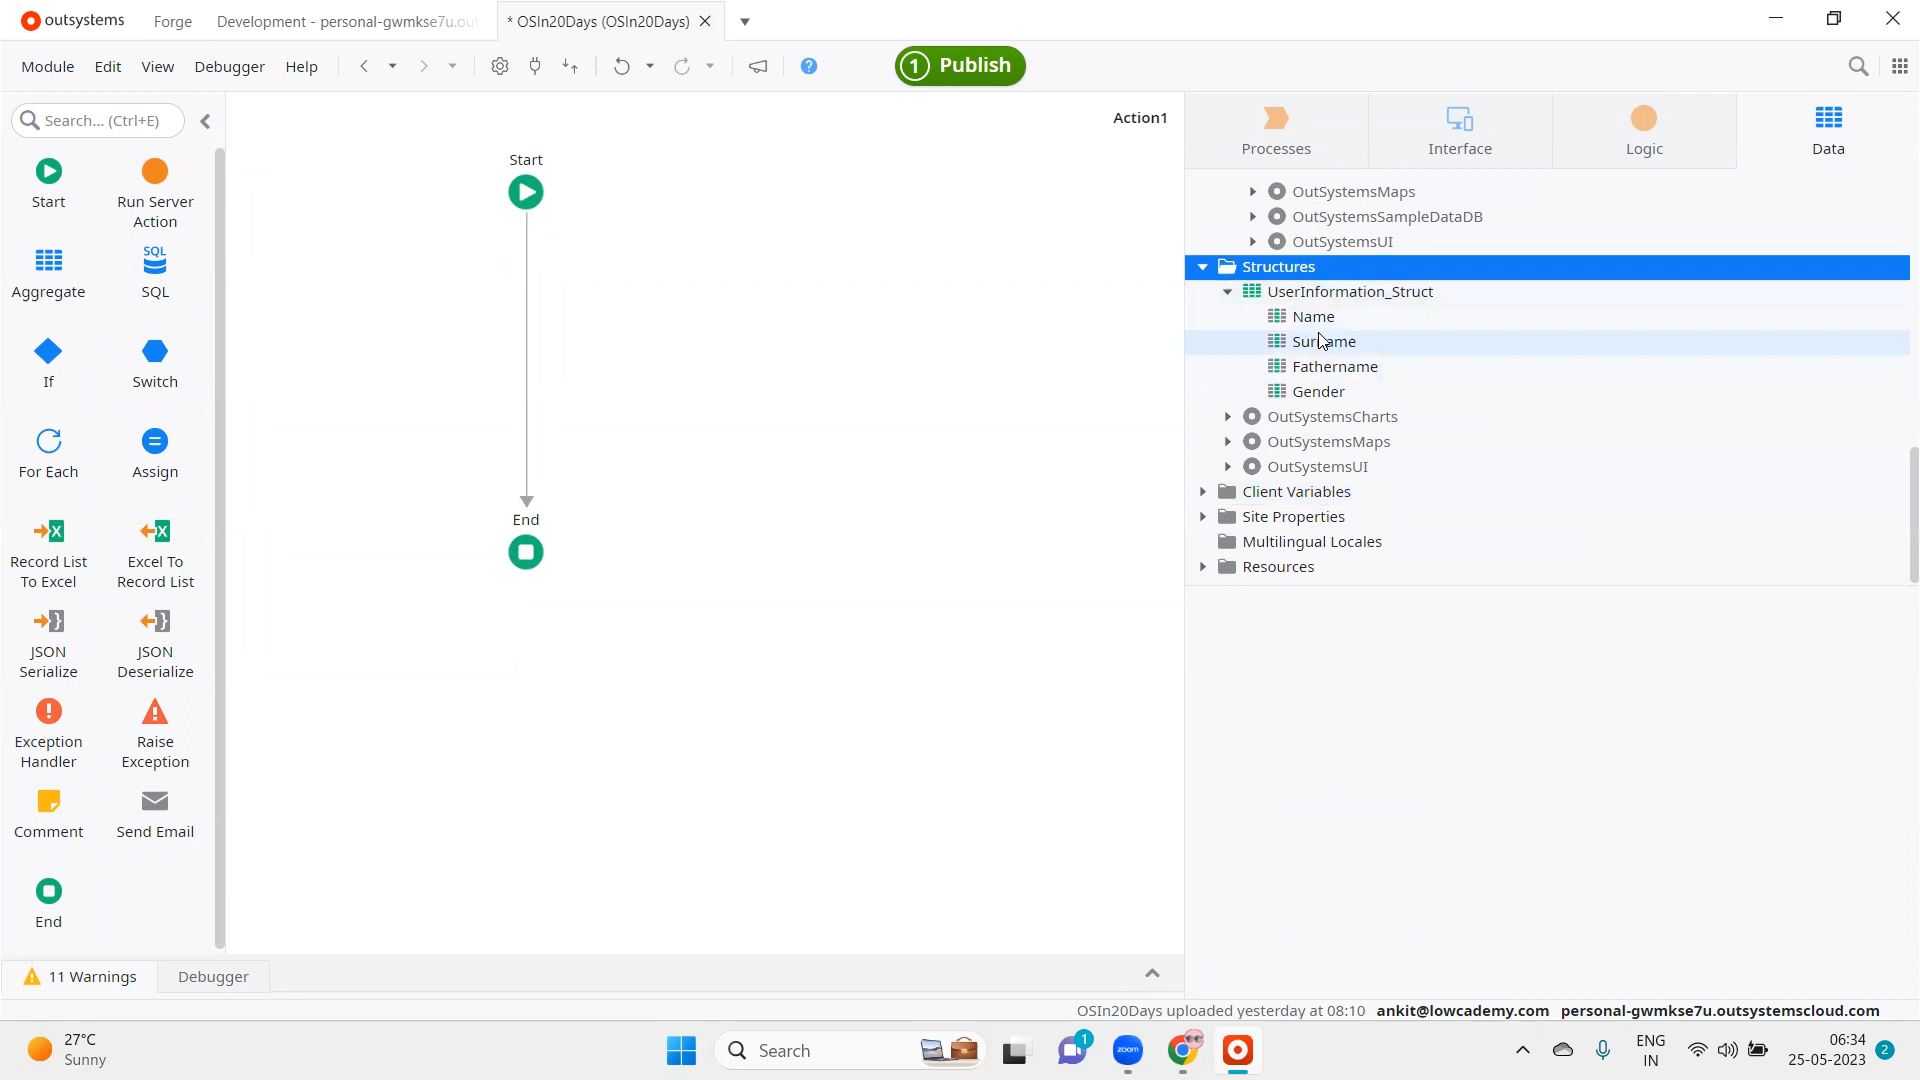 outsystems
Forge
Development - personal-gwmkse7u.ou
* OSIn20Days (OSIn20Days)
Module
Edit
View
Debugger
Help
?
1
Publish
Search... (Ctrl+E)
Start
Run Server
Action
Aggregate
SQL
SQL
If
Switch
For Each
Assign
Record List
To Excel
Excel To
Record List
JSON
Serialize
JSON
Deserialize
Exception
Handler
Raise
Exception
Comment
Send Email
End
Action1
Start
End
Processes
Interface
Logic
Data
OutSystemsMaps
OutSystemsSampleDataDB
OutSystemsUI
Structures
UserInformation_Struct
Name
Surname
Fathername
Gender
OutSystemsCharts
OutSystemsMaps
OutSystemsUI
Client Variables
Site Properties
Multilingual Locales
Resources
11 Warnings
Debugger
OSIn20Days uploaded yesterday at 08:10 ankit@lowcademy.com personal-gwmkse7u.outsystemscloud.com
27°C
Sunny
Search
1
zoom
ENG
IN
06:34
25-05-2023
2